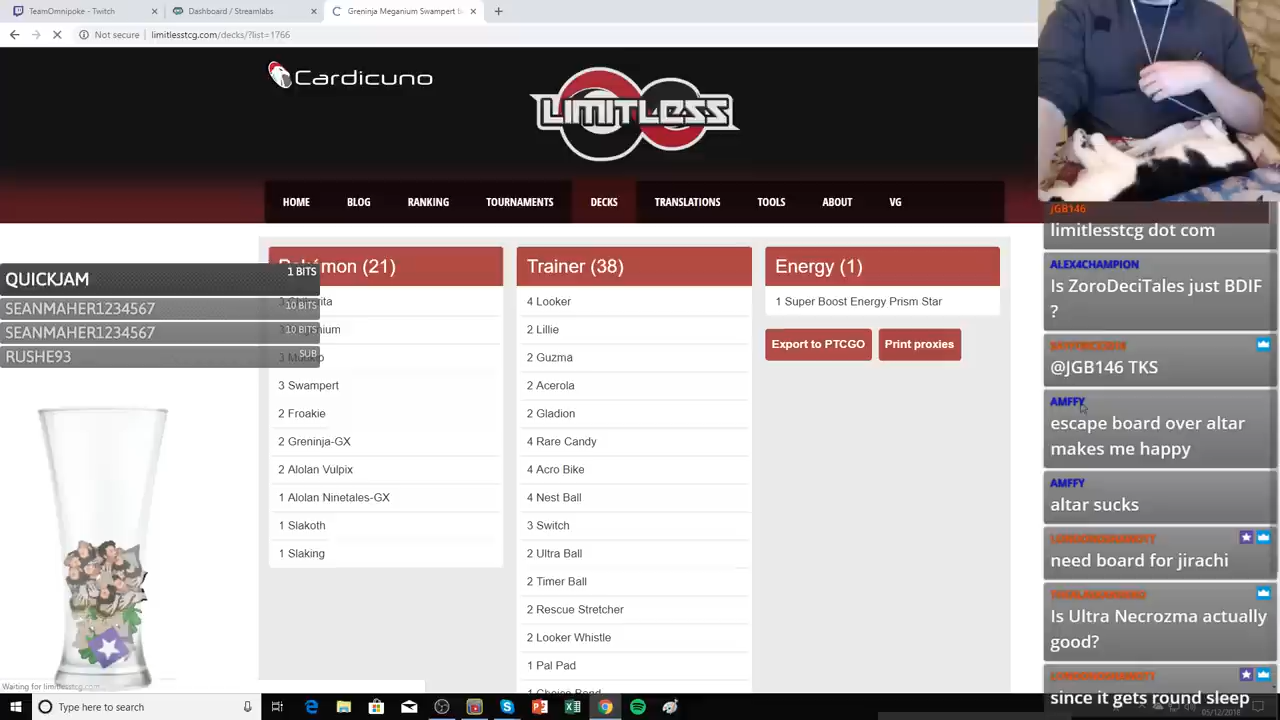 TeamOmnipoke - Twitch
Dashboard / Streamlabs
Greninja Meganium Swampert b
Not secure
limitlesstcg.com/decks/?list=1766
Cardicuno
LIMITLESS
HOME
BLOG
RANKING
TOURNAMENTS
DECKS
TRANSLATIONS
TOOLS
ABOUT
VG
QUICKJAM
1 BITS
SEANMAHER1234567
10 BITS
SEANMAHER1234567
10 BITS
RUSHE93
SUB
3 Swampert
2 Froakie
2 Greninja-GX
2 Alolan Vulpix
1 Alolan Ninetales-GX
1 Slakoth
1 Slaking
Trainer (38)
4 Looker
2 Lillie
2 Guzma
2 Acerola
2 Gladion
4 Rare Candy
4 Acro Bike
4 Nest Ball
3 Switch
2 Ultra Ball
2 Timer Ball
2 Rescue Stretcher
2 Looker Whistle
1 Pal Pad
Energy (1)
1 Super Boost Energy Prism Star
Export to PTCGO
Print proxies
JGB146
limitlesstcg dot com
ALEX4CHAMPION
Is ZoroDeciTales just BDIF
?
@JGB146 TKS
AMFFY
escape board over altar
makes me happy
AMFFY
altar sucks
need board for jirachi
Is Ultra Necrozma actually
good?
since it gets round sleep
Waiting for limitlesstcg.com...
Type here to search
05/12/2018